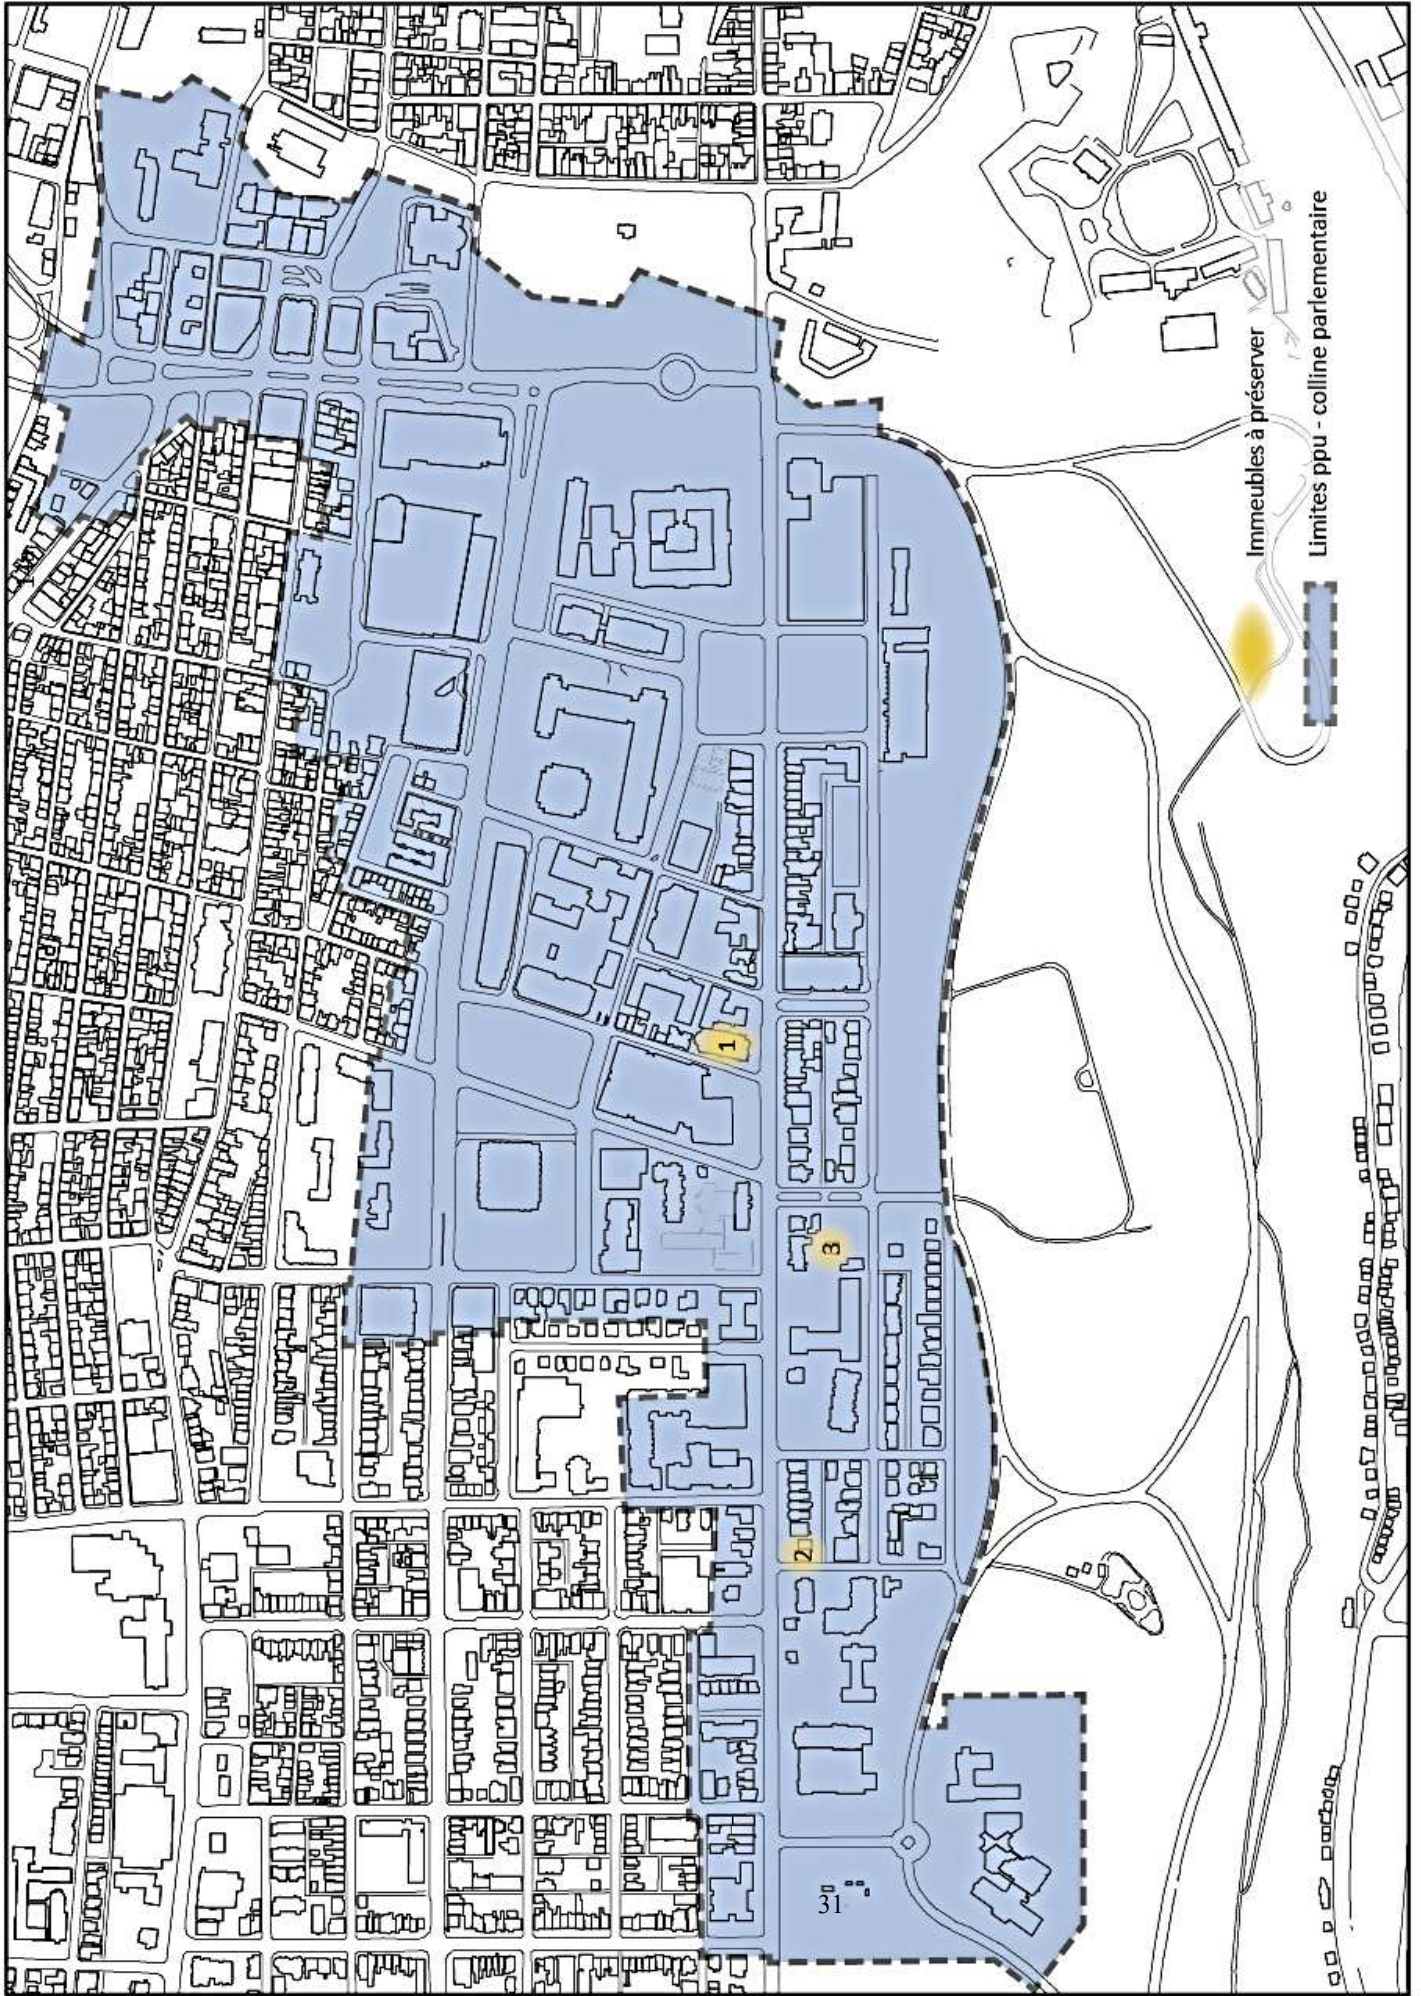 Immeubles à préserver
Limites ppu - colline parlementaire
1
3
2
31